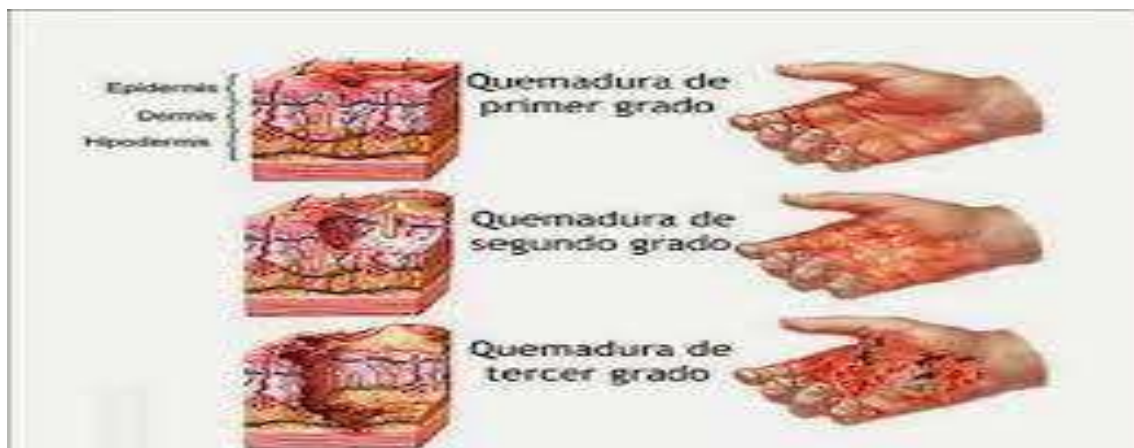 Epidermis
Dermis
Hipodermis
Quemadura de
primer grado
Quemadura de
segundo grado
Quemadura de
tercer grado